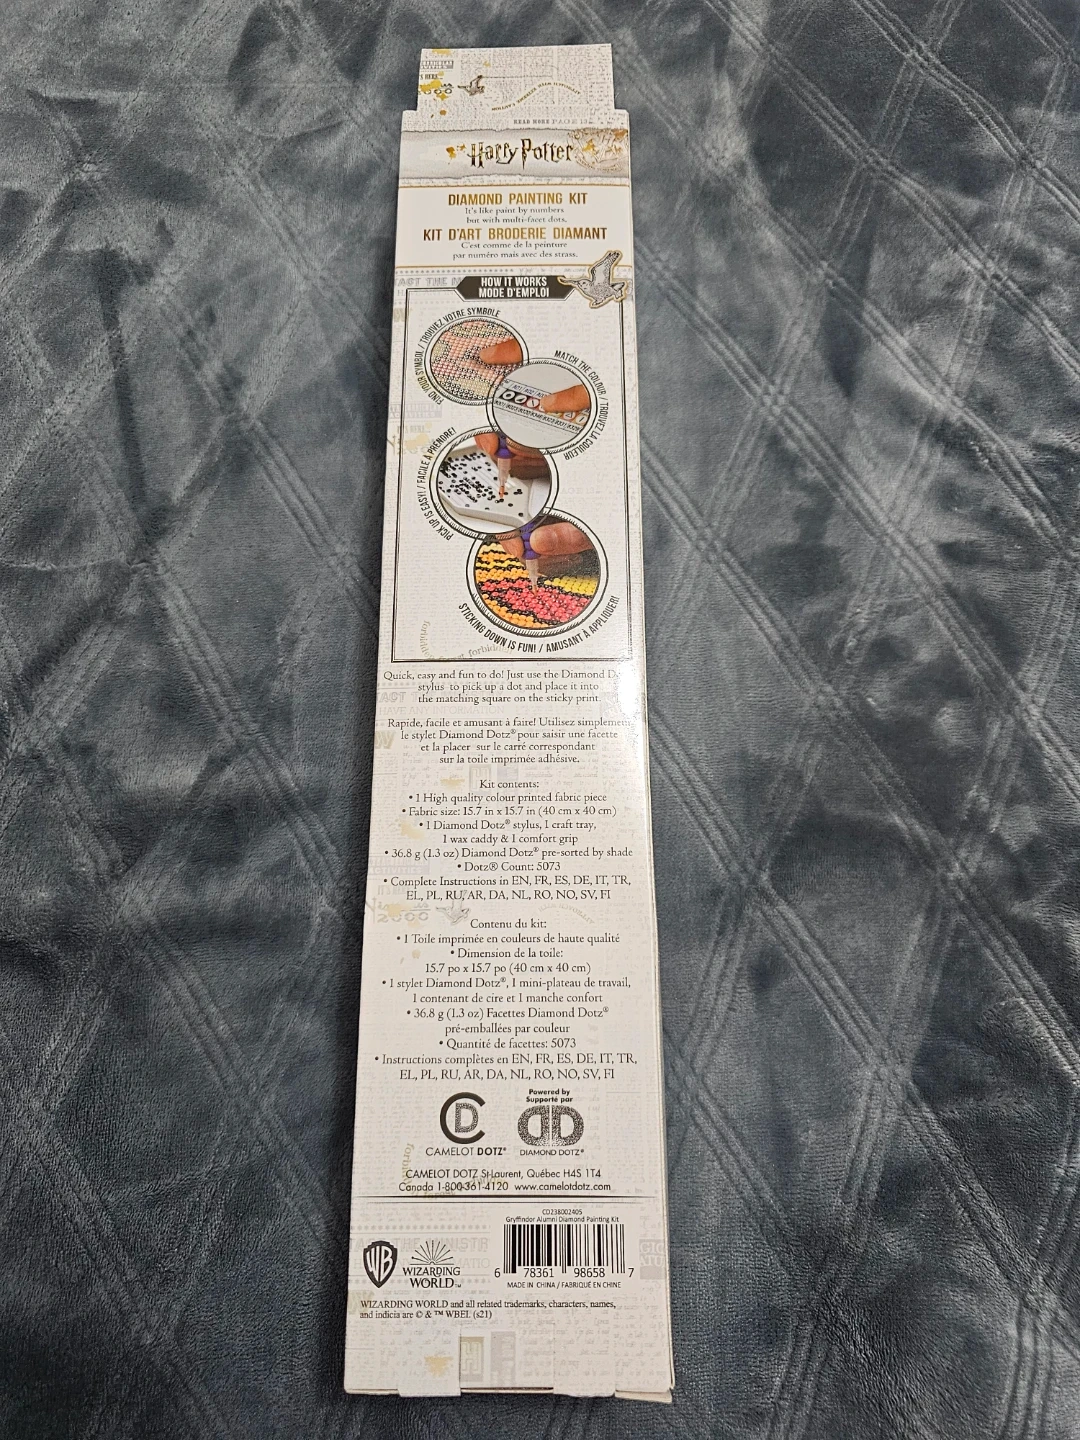 READ MORE PAGE
Harry Potter
DIAMOND PAINTING KIT
It's like paint by numbers
but with multi-facet dots.
KIT D'ART BRODERIE DIAMANT
C'est comme de la peinture
par numéro mais avec des strass.
HOW IT WORKS
MODE D'EMPLOI
FIND YOUR SYMBOL / TROUVEZ VOTRE SYMBOLE
MATCH THE COLOUR / TROUVEZ LA COULEUR
PICK UP IS EASY! / FACILE À PRENDRE!
STICKING DOWN IS FUN! / AMUSANT À APPLIQUER!
Quick, easy and fun to do! Just use the Diamond
stylus to pick up a dot and place it into
the matching square on the sticky print.
Rapide, facile et amusant à faire! Utilisez simplement
le stylet Diamond Dotz® pour saisir une facette
et la placer sur le carré correspondant
sur la toile imprimée adhésive.
Kit contents:
• 1 High quality colour printed fabric piece
• Fabric size: 15.7 in x 15.7 in (40 cm x 40 cm)
• 1 Diamond Dotz® stylus, 1 craft tray,
1 wax caddy & 1 comfort grip
• 36.8 g (1.3 oz) Diamond Dotz® pre-sorted by shade
• Dotz® Count: 5073
• Complete Instructions in EN, FR, ES, DE, IT, TR,
EL, PL, RU, AR, DA, NL, RO, NO, SV, FI
Contenu du kit:
• 1 Toile imprimée en couleurs de haute qualité
• Dimension de la toile:
15.7 po x 15.7 po (40 cm x 40 cm)
• 1 stylet Diamond Dotz®, 1 mini-plateau de travail,
1 contenant de cire et 1 manche confort
• 36.8 g (1.3 oz) Facettes Diamond Dotz®
pré-emballées par couleur
• Quantité de facettes: 5073
• Instructions complètes en EN, FR, ES, DE, IT, TR,
EL, PL, RU, AR, DA, NL, RO, NO, SV, FI
CD
CAMELOT DOTZ®
Powered by
Supporté par
DD
DIAMOND DOTZ®
CAMELOT DOTZ St-Laurent, Québec H4S 1T4
Canada 1-800-361-4120 www.camelotdotz.com
CD238002405
Gryffindor Alumni Diamond Painting Kit
6 78361 98658 7
MADE IN CHINA / FABRIQUÉ EN CHINE
WB
WIZARDING
WORLD™
WIZARDING WORLD and all related trademarks, characters, names,
and indicia are © & ™ WBEI. (s21)